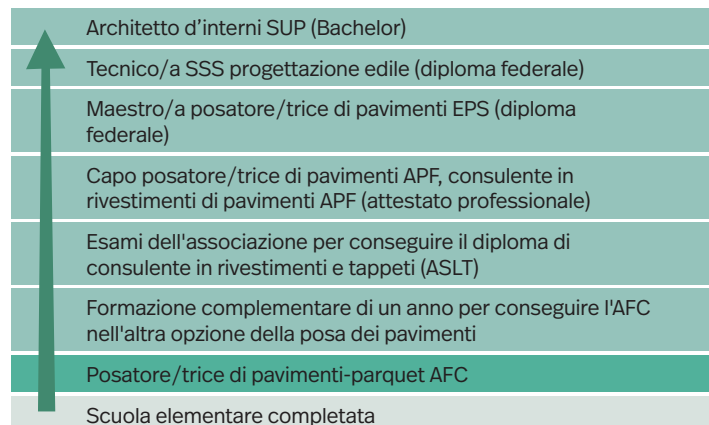 Architetto d’interni SUP (Bachelor)
Tecnico/a SSS progettazione edile (diploma federale)
Maestro/a posatore/trice di pavimenti EPS (diploma
federale)
Capo posatore/trice di pavimenti APF, consulente in
rivestimenti di pavimenti APF (attestato professionale)
Esami dell'associazione per conseguire il diploma di
consulente in rivestimenti e tappeti (ASLT)
Formazione complementare di un anno per conseguire l'AFC
nell'altra opzione della posa dei pavimenti
Posatore/trice di pavimenti-parquet AFC
Scuola elementare completata